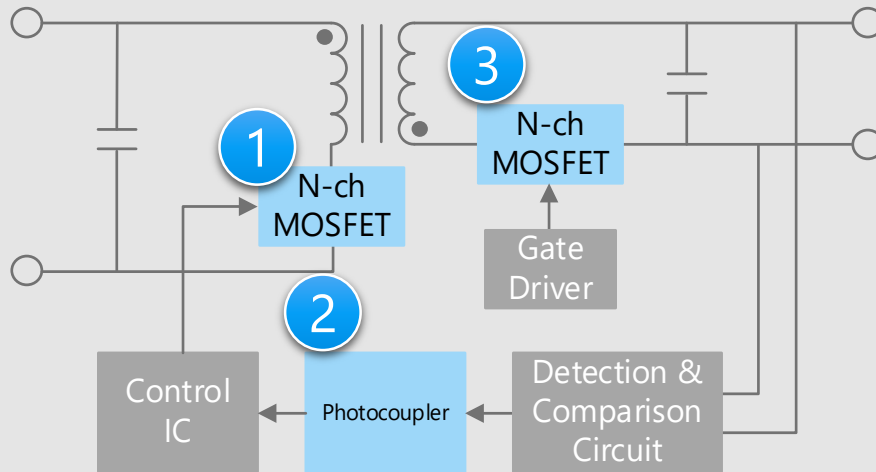 3
N-ch
MOSFET
1
N-ch
MOSFET
Gate
Driver
2
Control
IC
Photocoupler
Detection &
Comparison
Circuit